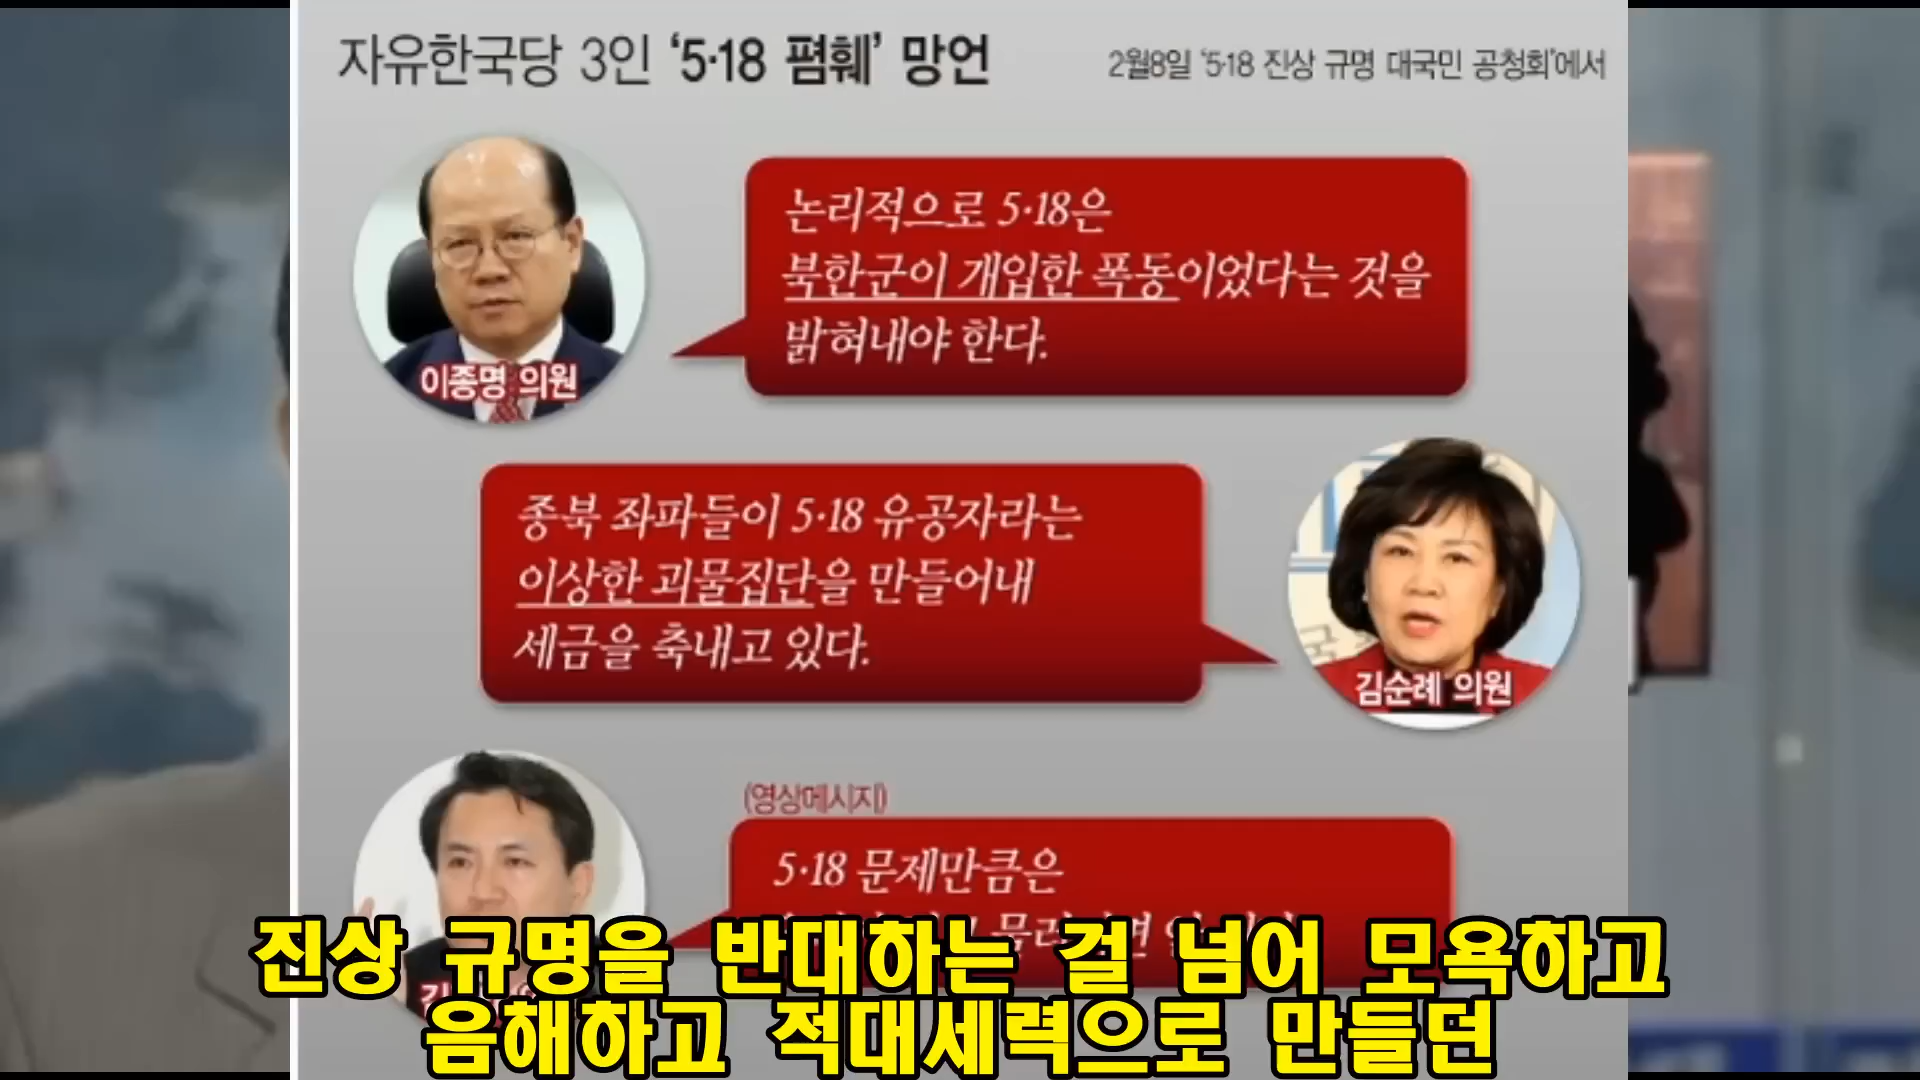 자유한국당 3인 '5·18 폄훼' 망언
2월8일 '5·18 진상 규명 대국민 공청회'에서
논리적으로 5·18은
북한군이 개입한 폭동이었다는 것을
밝혀내야 한다.
이종명 의원
종북 좌파들이 5·18 유공자라는
이상한 괴물집단을 만들어내
세금을 축내고 있다.
김순례 의원
(영상메시지)
5·18 문제만큼은
진상 규명을 반대하는 걸 넘어 모욕하고
음해하고 적대세력으로 만들던